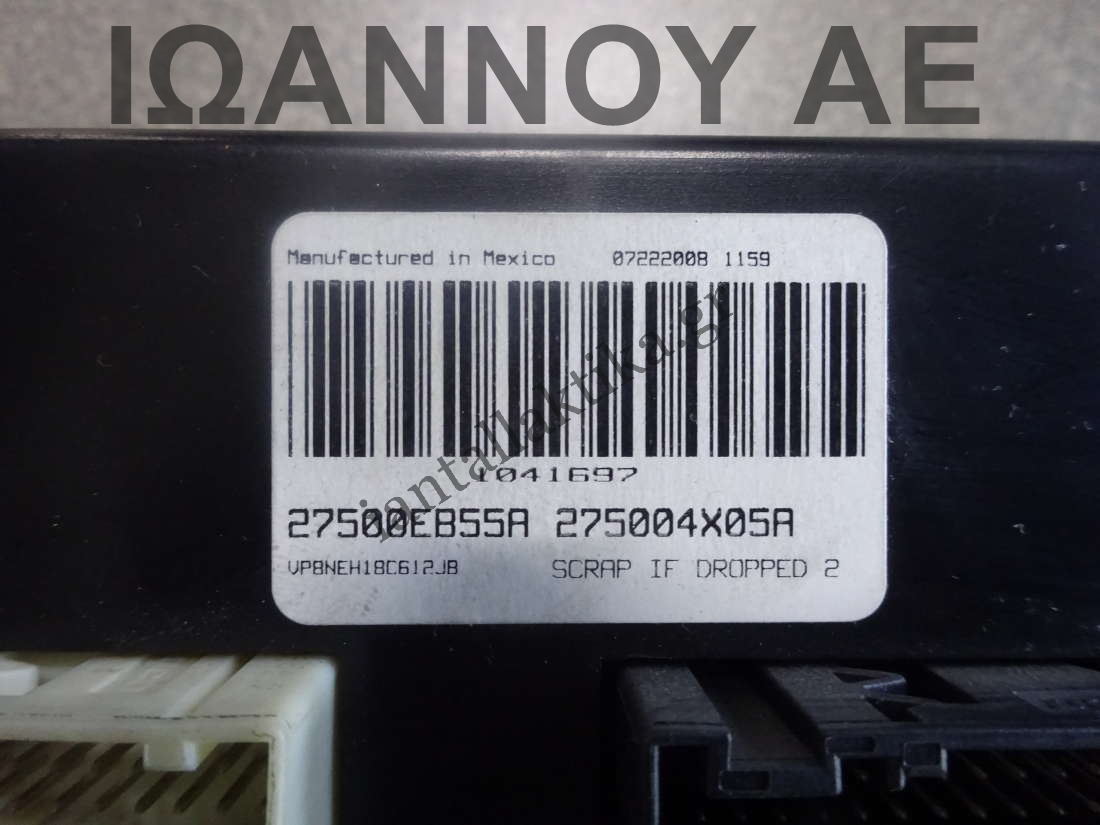 ΙΩΑΝΝΟΥ ΑΕ
Manufactured in Mexico 07222008 1159
iantallaktika.gr
1041697
27500EB55A 275004X05A
VP8NEH18C612JB SCRAP IF DROPPED 2